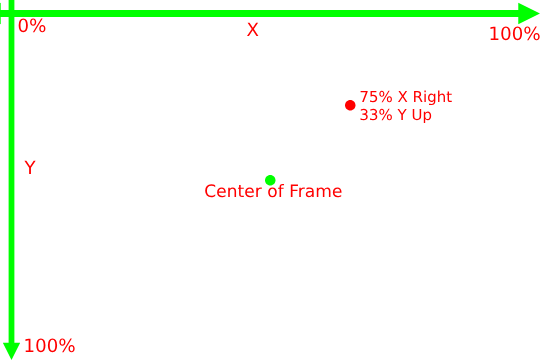 0%
X
100%
75% X Right
33% Y Up
Y
Center of Frame
100%